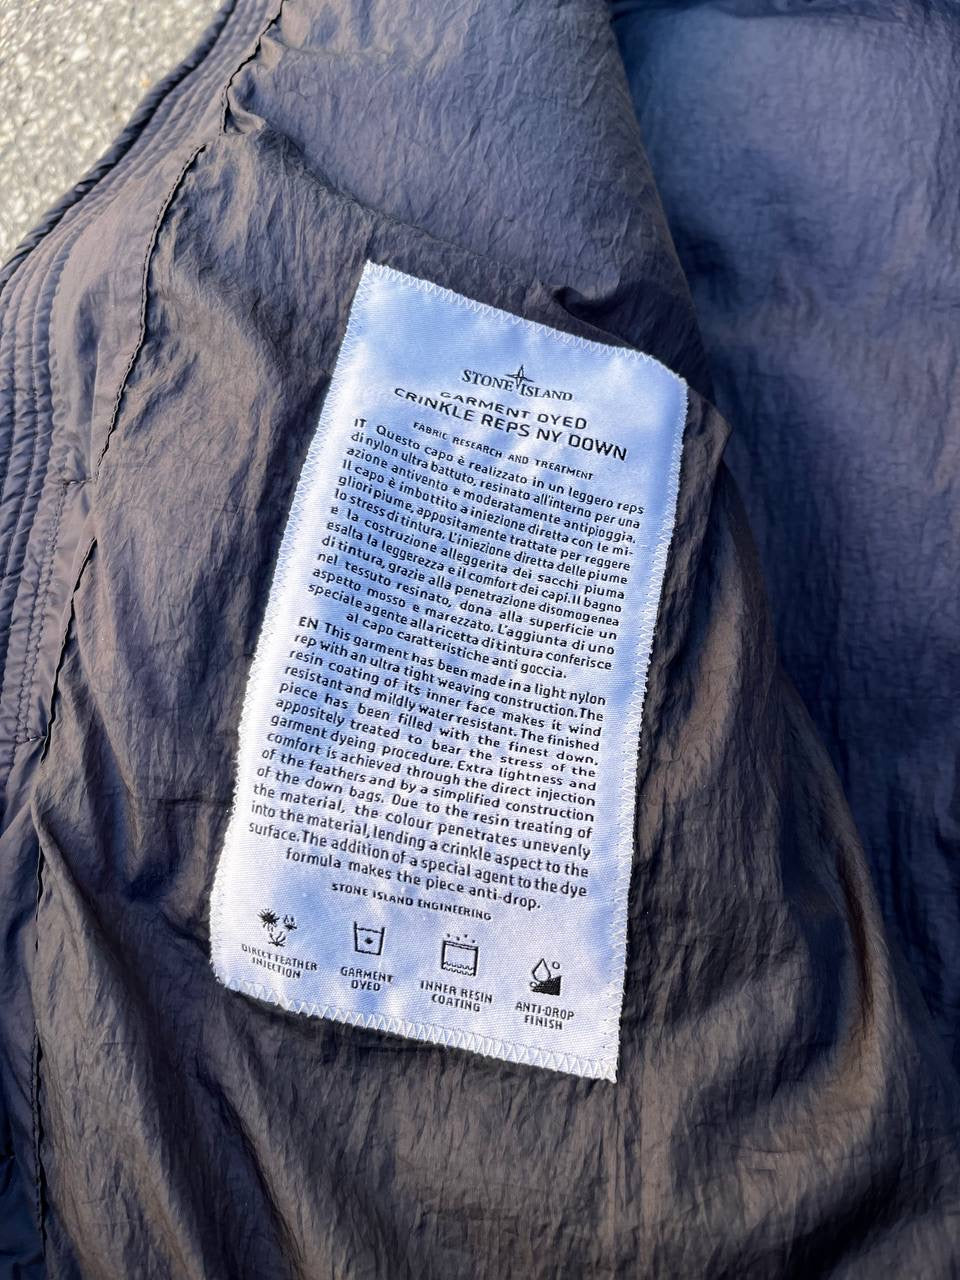 STONE ISLAND
GARMENT DYED
CRINKLE REPS NY DOWN
FABRIC RESEARCH AND TREATMENT
IT Questo capo è realizzato in un leggero reps
di nylon ultra battuto, resinato all'interno per una
azione antivento e moderatamente antipioggia.
Il capo è imbottito a iniezione diretta con le mi-
gliori piume, appositamente trattate per reggere
lo stress di tintura. L'iniezione diretta delle piume
e la costruzione alleggerita dei sacchi piuma
esalta la leggerezza e il comfort dei capi. Il bagno
di tintura, grazie alla penetrazione disomogenea
nel tessuto resinato, dona alla superficie un
aspetto mosso e marezzato. L'aggiunta di uno
speciale agente alla ricetta di tintura conferisce
al capo caratteristiche anti goccia.
EN This garment has been made in a light nylon
rep with an ultra tight weaving construction. The
resin coating of its inner face makes it wind
resistant and mildly water resistant. The finished
piece has been filled with the finest down,
appositely treated to bear the stress of the
garment dyeing procedure. Extra lightness and
comfort is achieved through the direct injection
of the feathers and by a simplified construction
of the down bags. Due to the resin treating of
the material, the colour penetrates unevenly
into the material, lending a crinkle aspect to the
surface. The addition of a special agent to the dye
formula makes the piece anti-drop.
STONE ISLAND ENGINEERING
DIRECT FEATHER
INJECTION
GARMENT
DYED
INNER RESIN
COATING
ANTI-DROP
FINISH